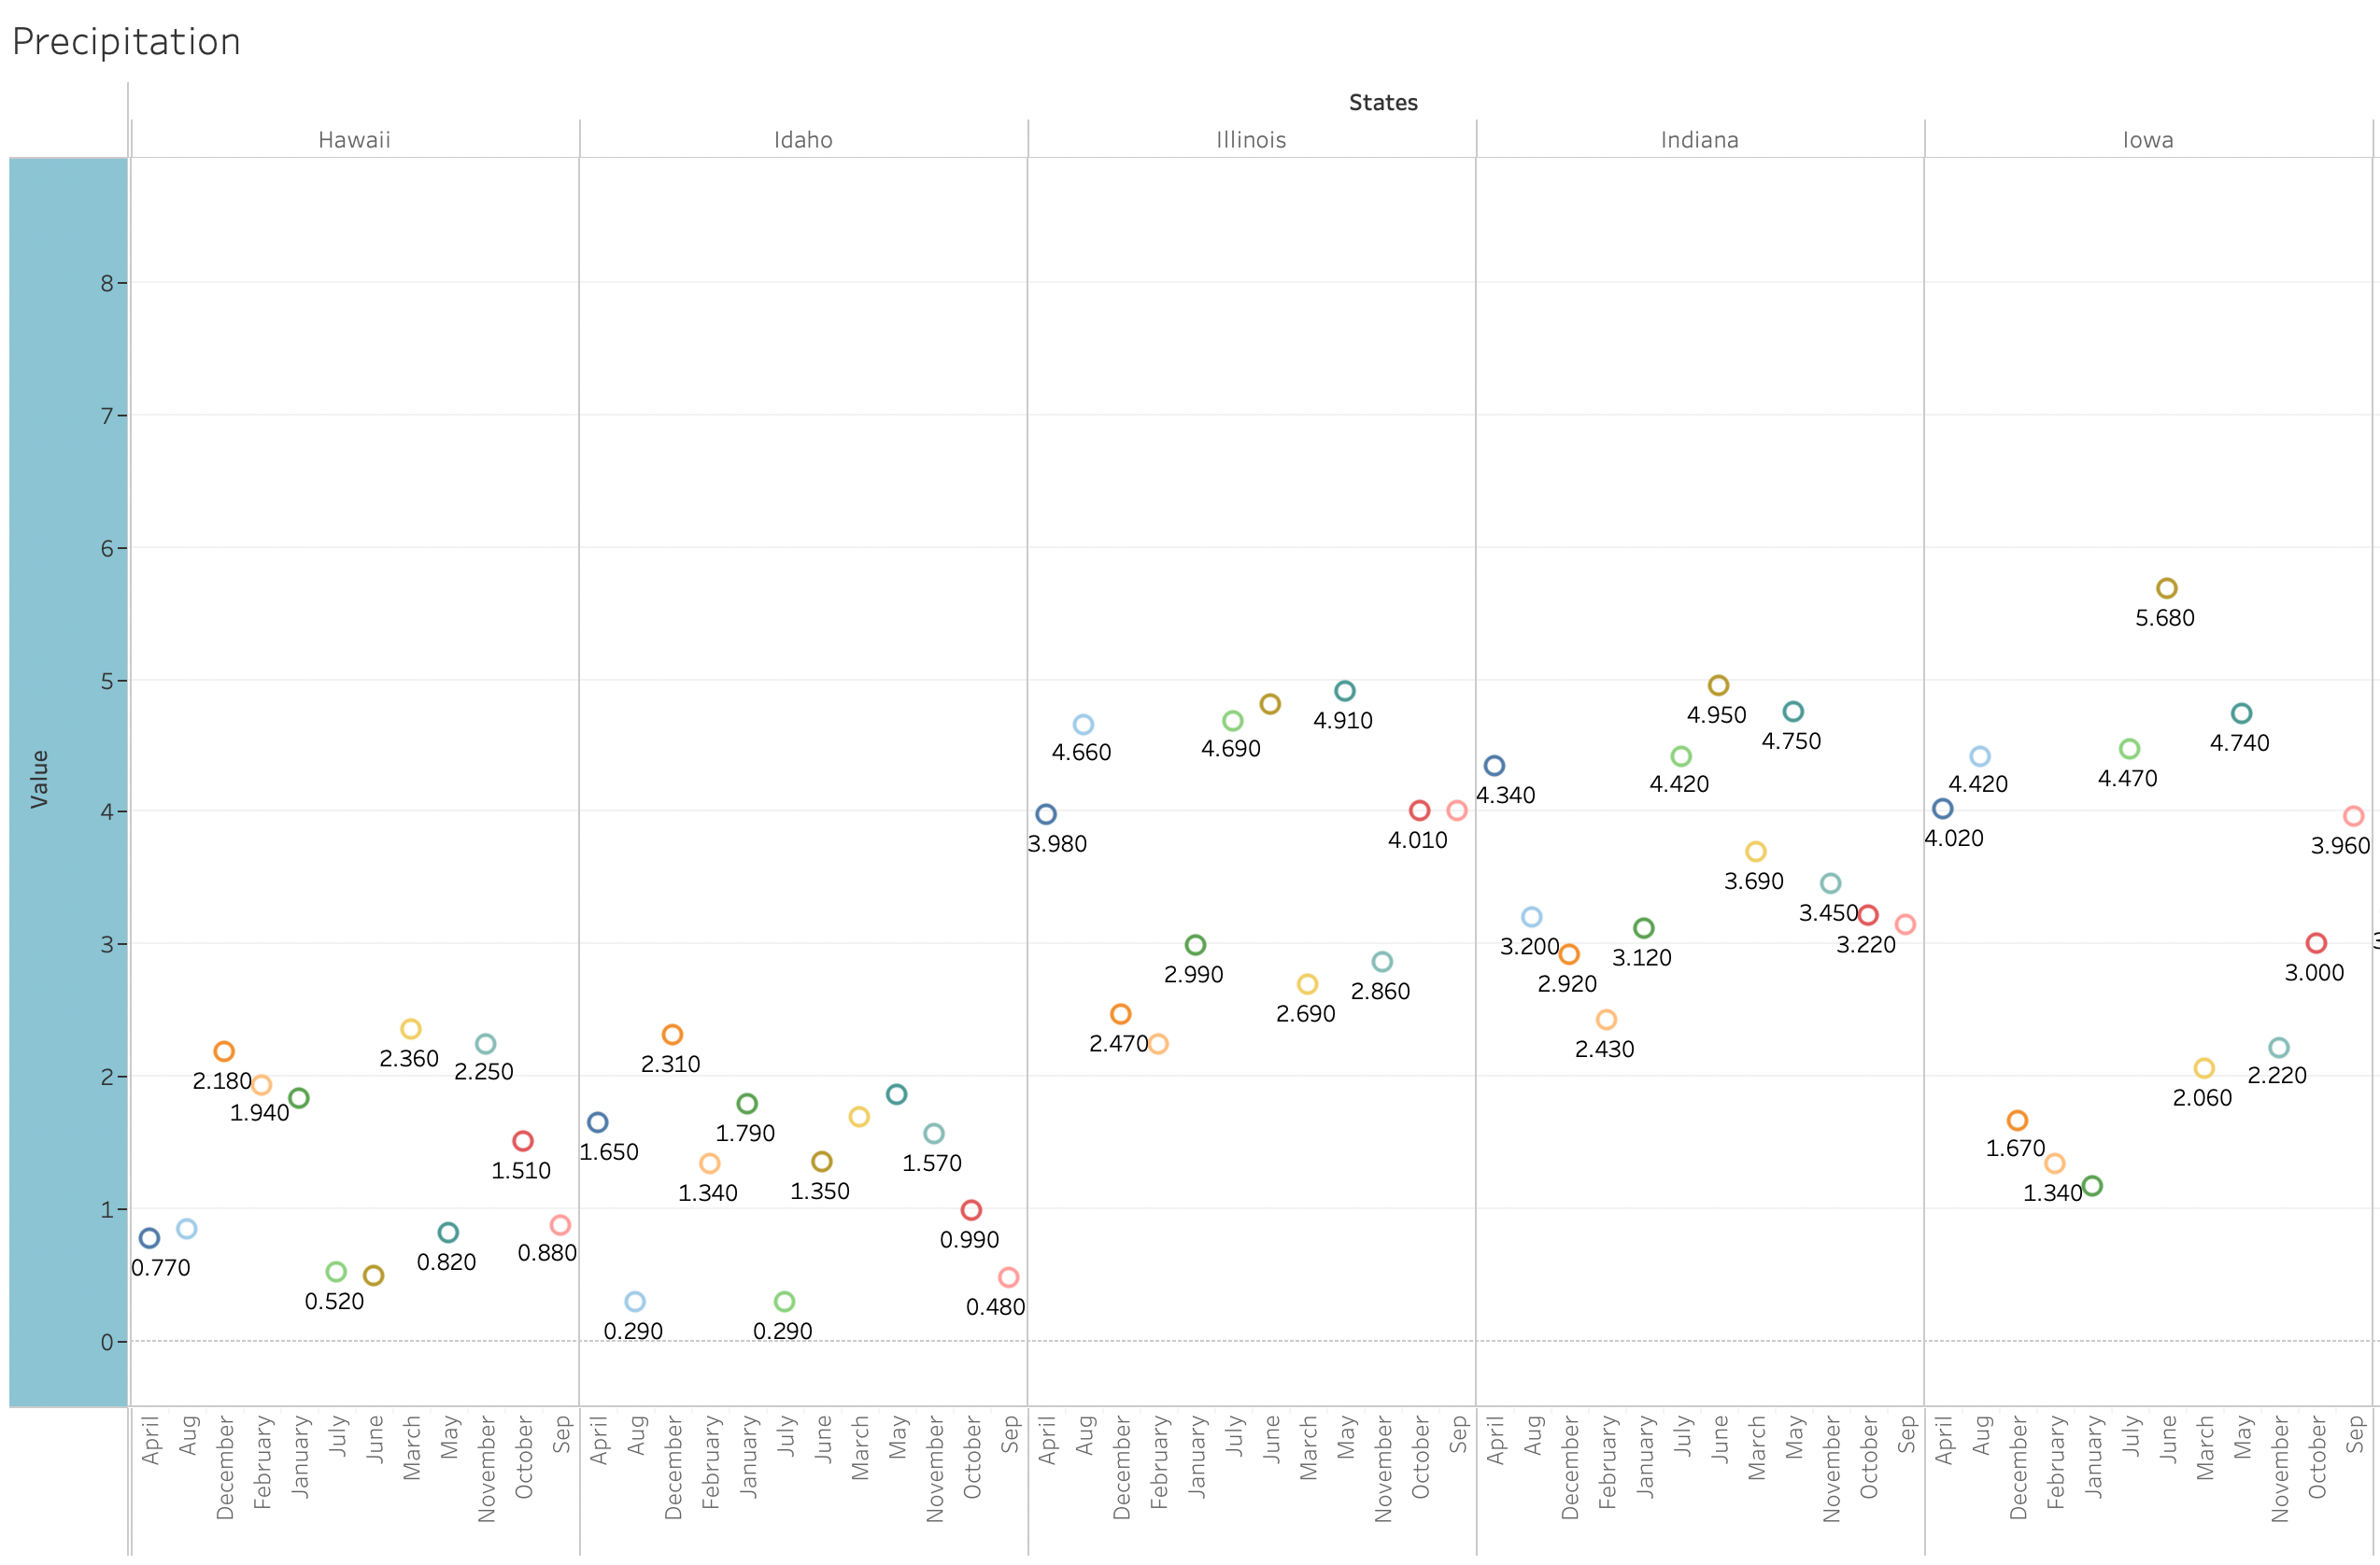 Precipitation
States
Hawaii Idaho Illinois Indiana Iowa
8
7
6
5.680
5
4.910 4.950 4.750 4.740
4.660 4.690 4.420 4.420 4.470
4.340
4
3.980 4.010 4.020 3.960
3.690
3.450
3.200 3.220
3
2.990 2.920 3.120 3.000
2.690 2.860
2.470 2.430
2.360 2.250 2.310
2.180 2.220
2
1.940 2.060
1.790
1.510 1.650 1.340 1.350 1.570 1.670 1.340
1
0.770 0.820 0.880 0.990
0.520 0.480
0.290 0.290
0
Value
April Aug December February January July June March May November October Sep April Aug December February January July June March May November October Sep April Aug December February January July June March May November October Sep April Aug December February January July June March May November October Sep April Aug December February January July June March May November October Sep